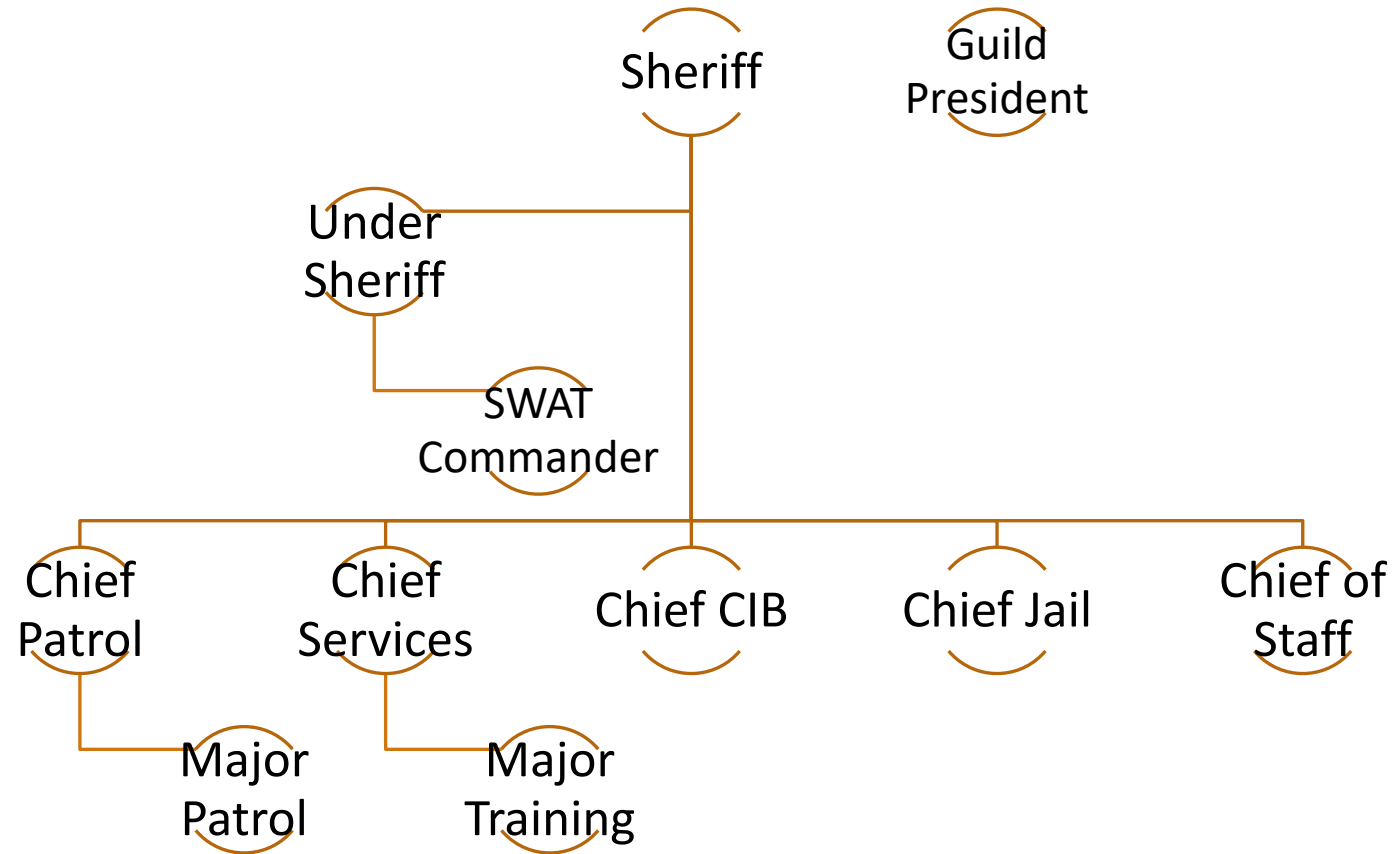 Sheriff
Guild
President
Under
Sheriff
SWAT
Commander
Chief
Patrol
Chief
Services
Chief CIB
Chief Jail
Chief of
Staff
Major
Patrol
Major
Training